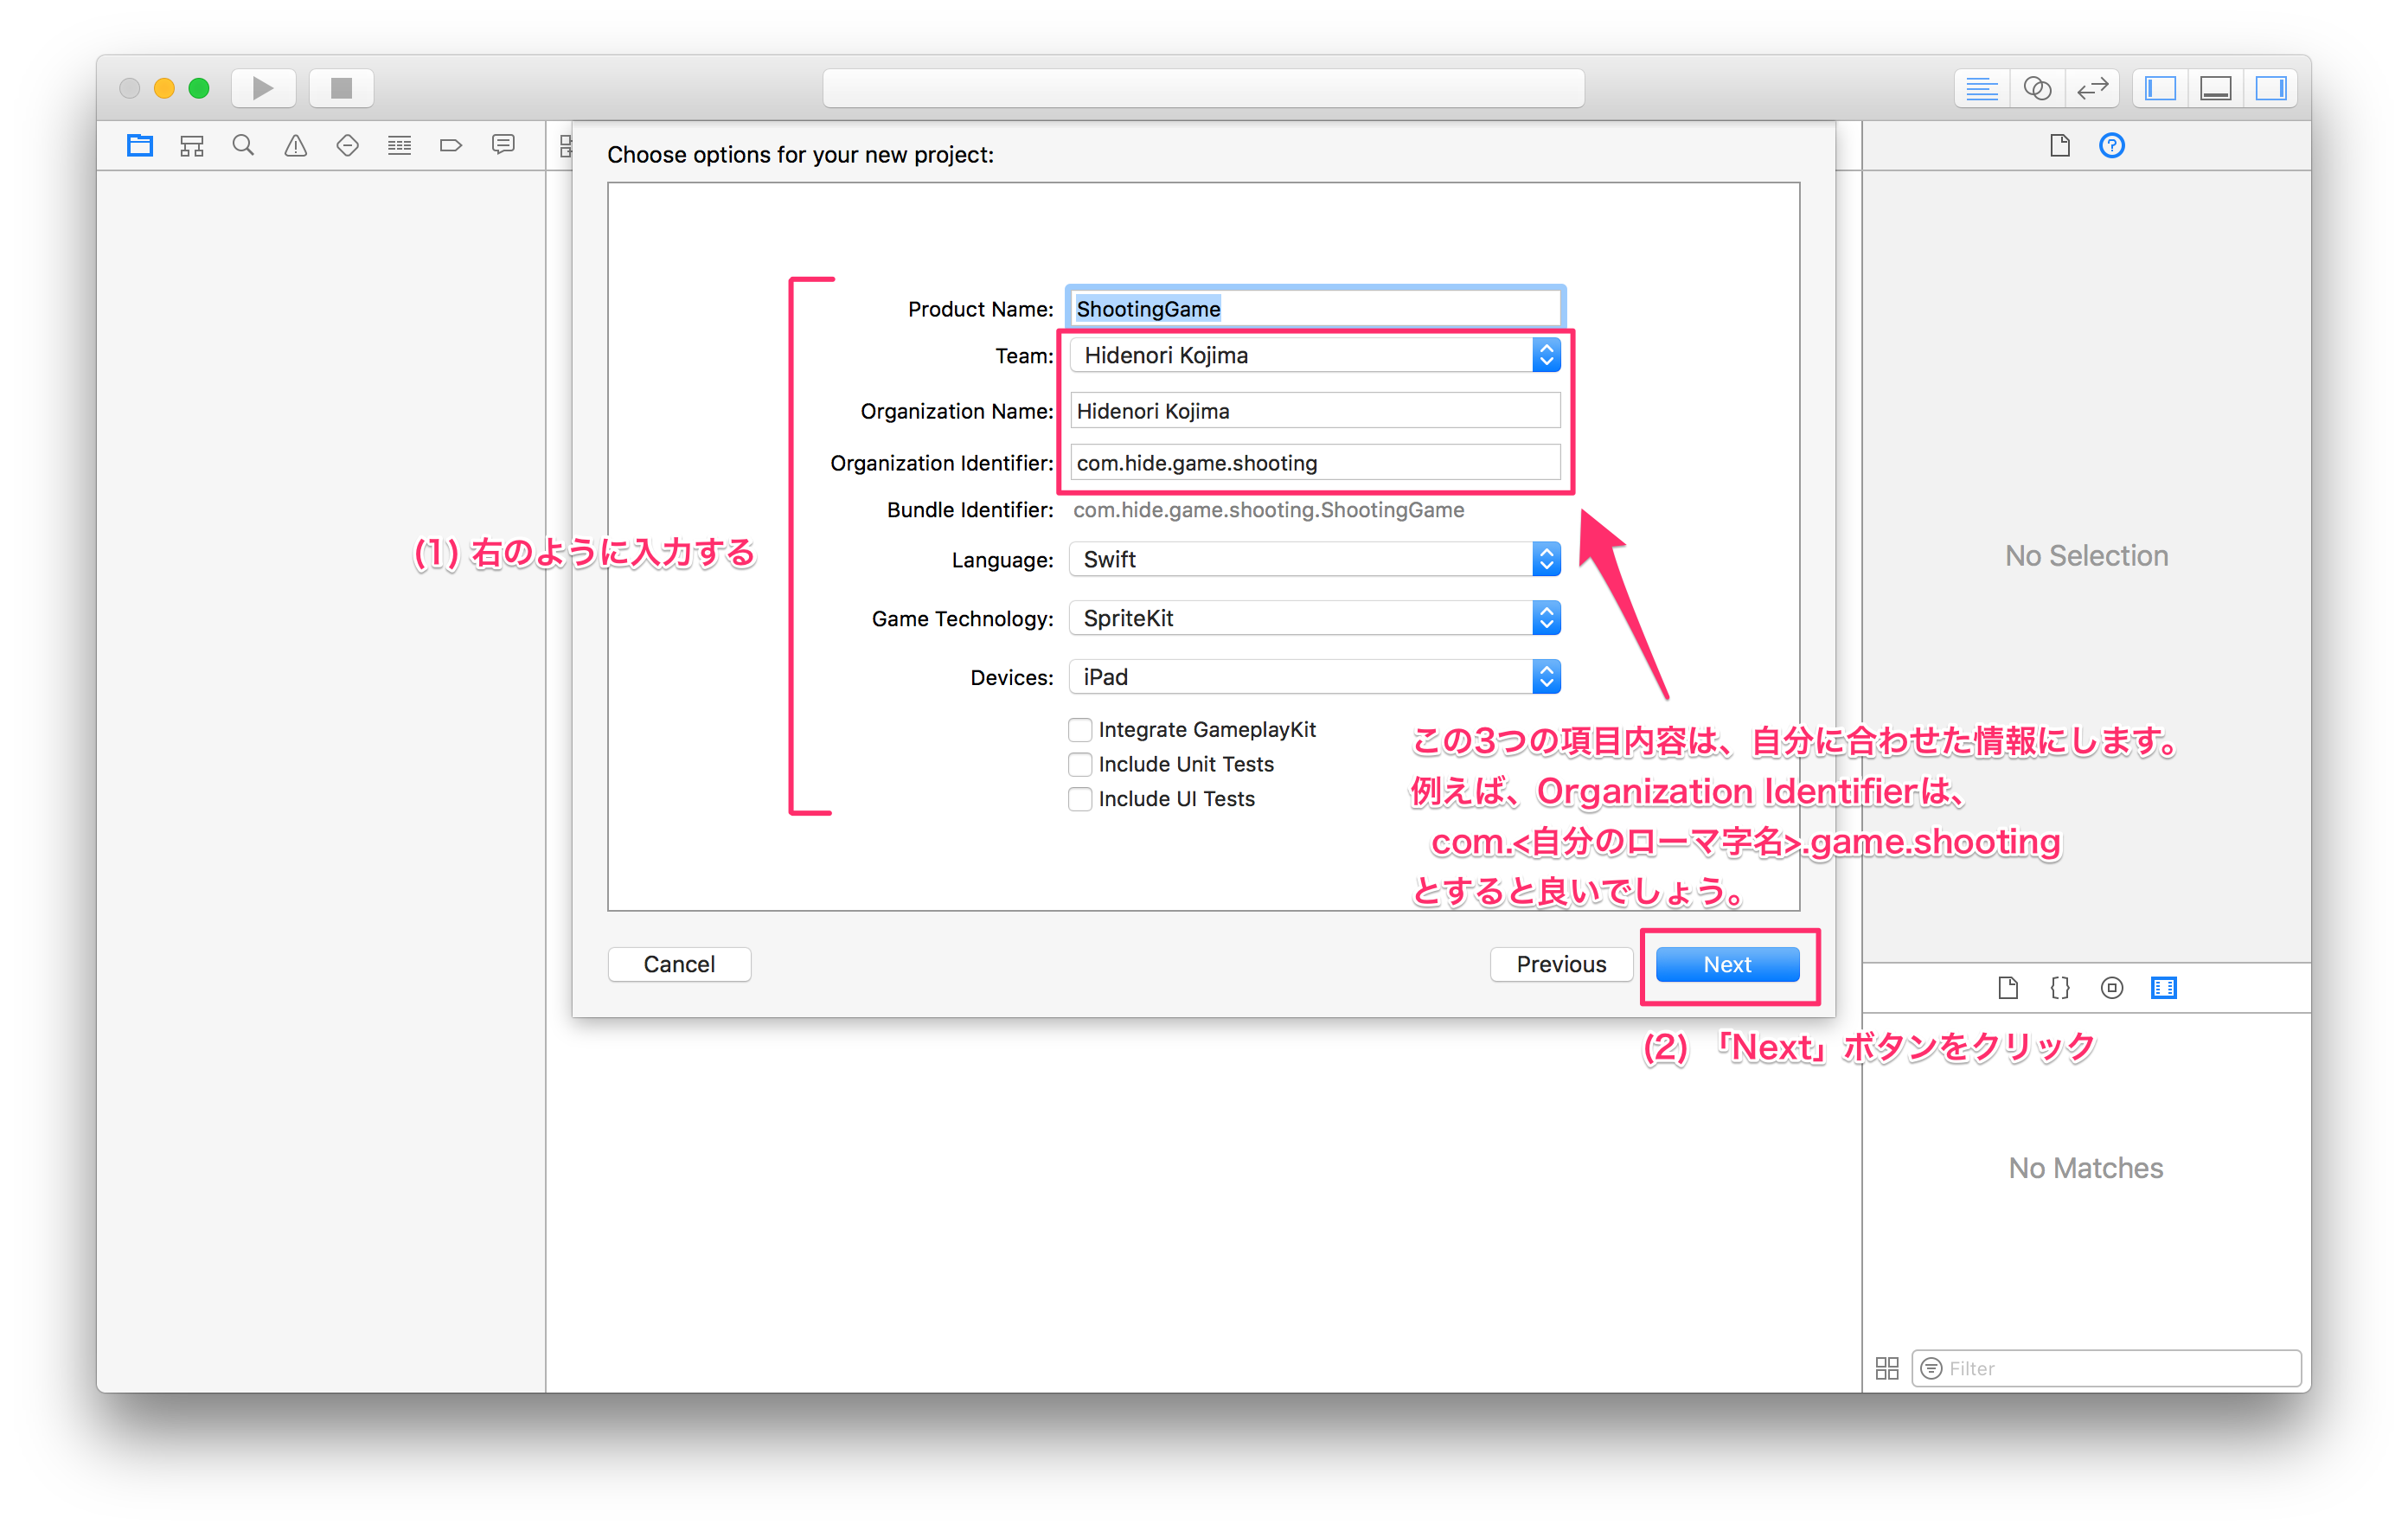 Choose options for your new project:
Product Name: ShootingGame
Team: Hidenori Kojima
Organization Name: Hidenori Kojima
Organization Identifier: com.hide.game.shooting
Bundle Identifier: com.hide.game.shooting.ShootingGame
(1) 右のように入力する
Language: Swift
No Selection
Game Technology: SpriteKit
Devices: iPad
Integrate GameplayKit
Include Unit Tests
Include UI Tests
この3つの項目内容は、自分に合わせた情報にします。
例えば、Organization Identifierは、
com.<自分のローマ字名>.game.shooting
とすると良いでしょう。
Cancel
Previous
Next
(2) 「Next」ボタンをクリック
No Matches
Filter